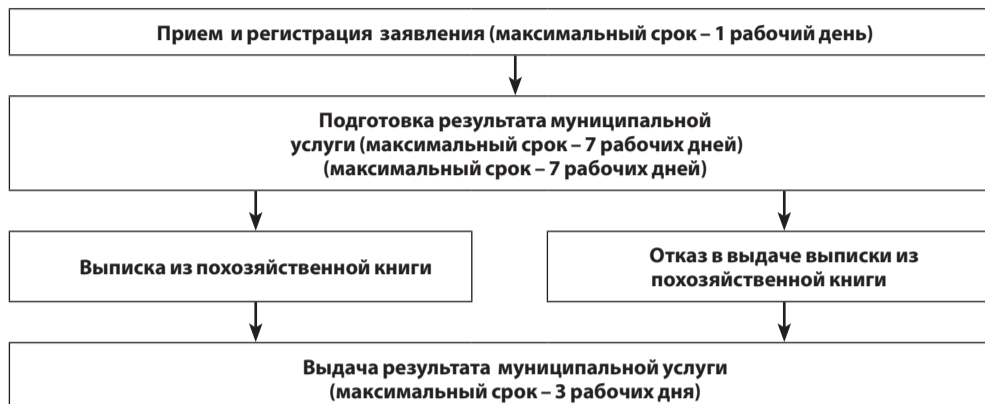 Прием и регистрация заявления (максимальный срок – 1 рабочий день)
Подготовка результата муниципальной
услуги (максимальный срок – 7 рабочих дней)
(максимальный срок – 7 рабочих дней)
Выписка из похозяйственной книги
Отказ в выдаче выписки из
похозяйственной книги
Выдача результата муниципальной услуги
(максимальный срок – 3 рабочих дня)